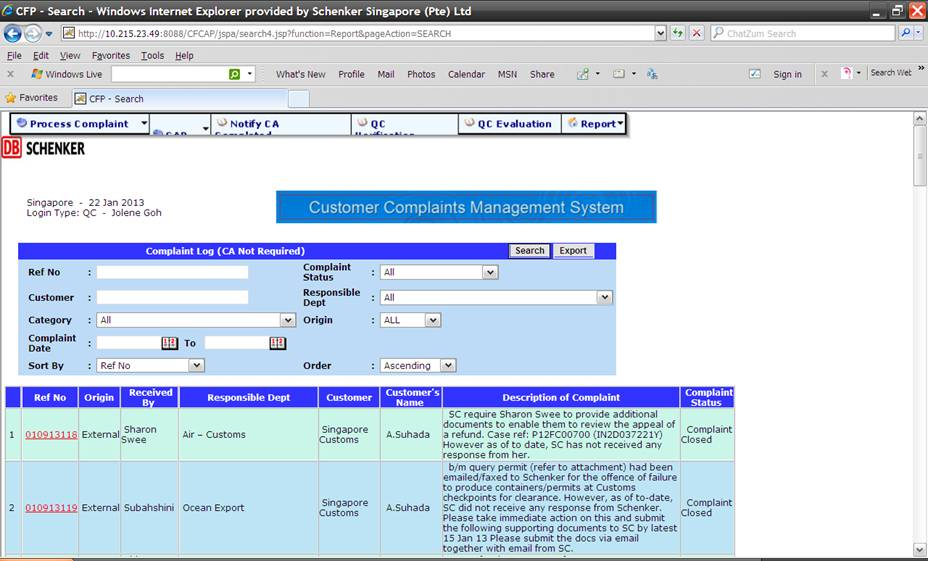 CFP - Search - Windows Internet Explorer provided by Schenker Singapore (Pte) Ltd
http://10.215.23.49:8088/CFCAP/jspa/search4.jsp?function=Report&pageAction=SEARCH
ChatZum Search
File Edit View Favorites Tools Help
Windows Live
What's New Profile Mail Photos Calendar MSN Share
Sign in
Search Web
Favorites
CFP - Search
Process Complaint
Notify CA
QC
QC Evaluation
Report
DB SCHENKER
Singapore - 22 Jan 2013
Login Type: QC - Jolene Goh
Customer Complaints Management System
Complaint Log (CA Not Required)
Search Export
Ref No :
Complaint Status : All
Customer :
Responsible Dept : All
Category : All
Origin : ALL
Complaint Date : To
Sort By : Ref No
Order : Ascending
Ref No Origin Received By Responsible Dept Customer Customer's Name Description of Complaint Complaint Status
1 010913118 External Sharon Swee Air – Customs Singapore Customs A.Suhada
SC require Sharon Swee to provide additional
documents to enable them to review the appeal of
a refund. Case ref: P12FC00700 (IN2D037221Y)
However as of to date, SC has not received any
response from her.
Complaint Closed
2 010913119 External Subahshini Ocean Export Singapore Customs A.Suhada
b/m query permit (refer to attachment) had been
emailed/faxed to Schenker for the offence of failure
to produce containers/permits at Customs
checkpoints for clearance. However, as of to-date,
SC did not receive any response from Schenker.
Please take immediate action on this and submit
the following supporting documents to SC by latest
15 Jan 13 Please submit the docs via email
together with email from SC.
Complaint Closed